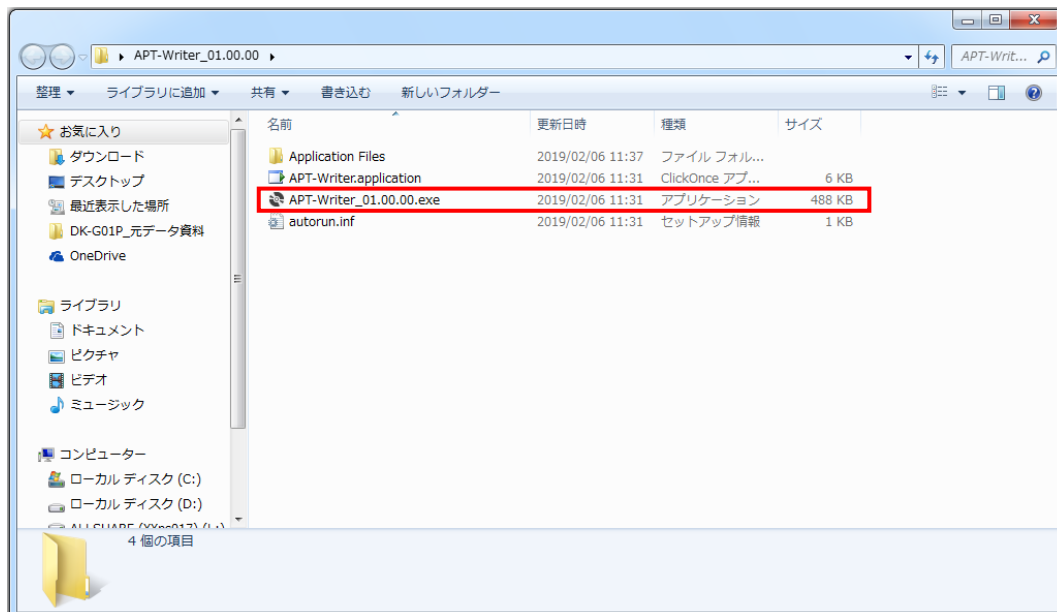 APT-Writer_01.00.00
APT-Writ...
整理 ライブラリに追加 共有 書き込む 新しいフォルダー
お気に入り
ダウンロード
デスクトップ
最近表示した場所
DK-G01P_元データ資料
OneDrive
ライブラリ
ドキュメント
ピクチャ
ビデオ
ミュージック
コンピューター
ローカル ディスク (C:)
ローカル ディスク (D:)
名前 更新日時 種類 サイズ
Application Files 2019/02/06 11:37 ファイル フォル...
APT-Writer.application 2019/02/06 11:31 ClickOnce アプ... 6 KB
APT-Writer_01.00.00.exe 2019/02/06 11:31 アプリケーション 488 KB
autorun.inf 2019/02/06 11:31 セットアップ情報 1 KB
4 個の項目